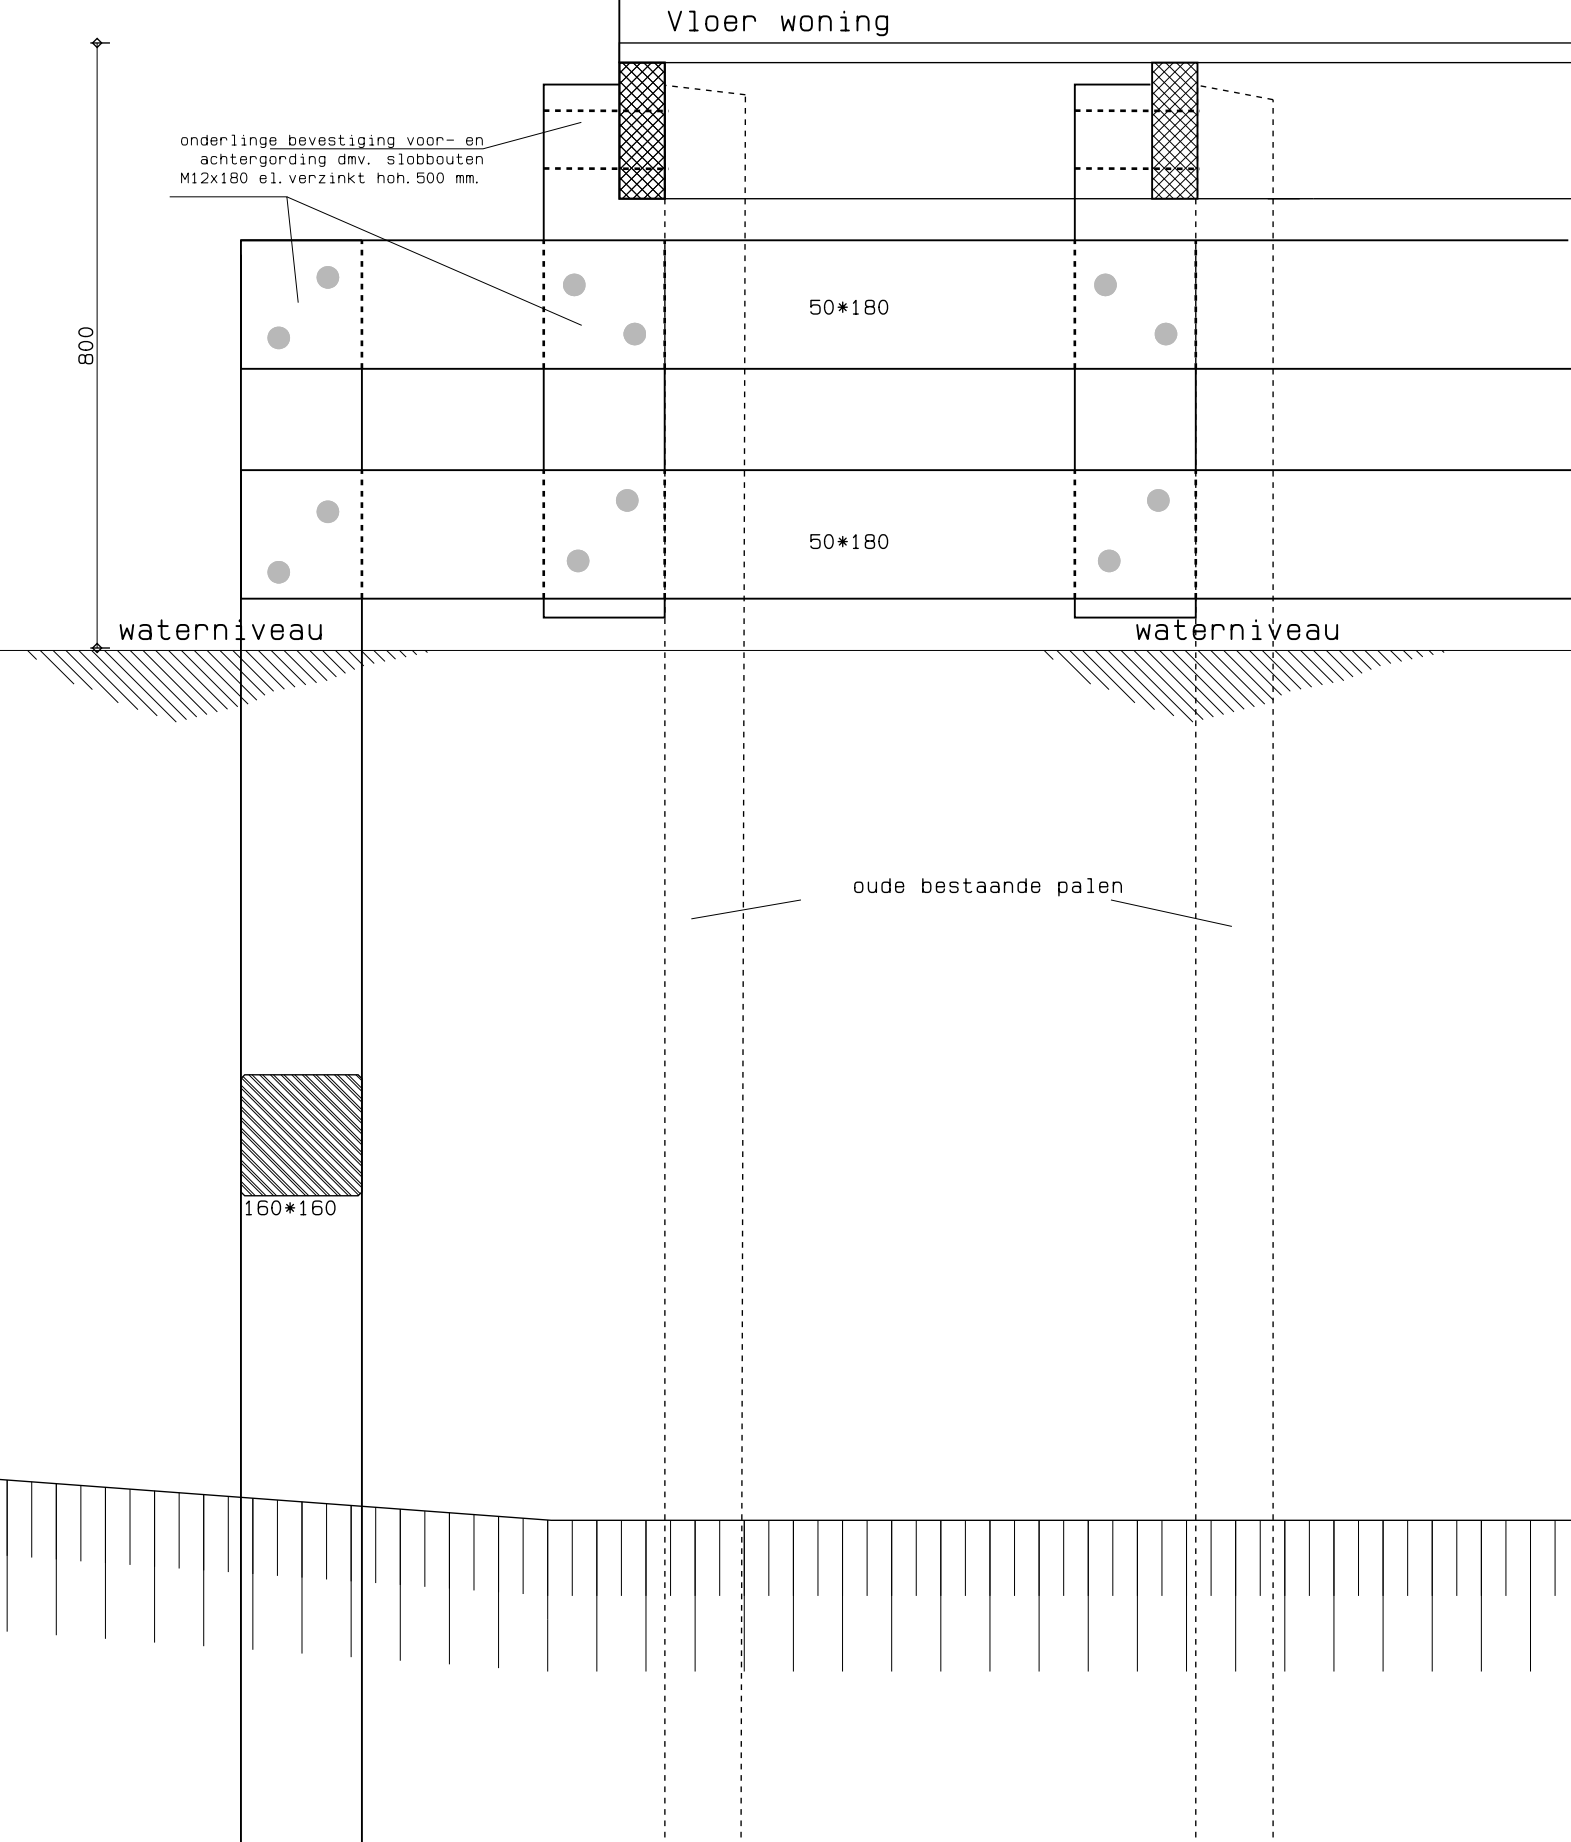 Vloer woning
onderlinge bevestiging voor- en
achtergording dmv. slobbouten
M12x180 el.verzinkt hoh.500 mm.
50*180
800
50*180
waterniveau
waterniveau
oude bestaande palen
160*160